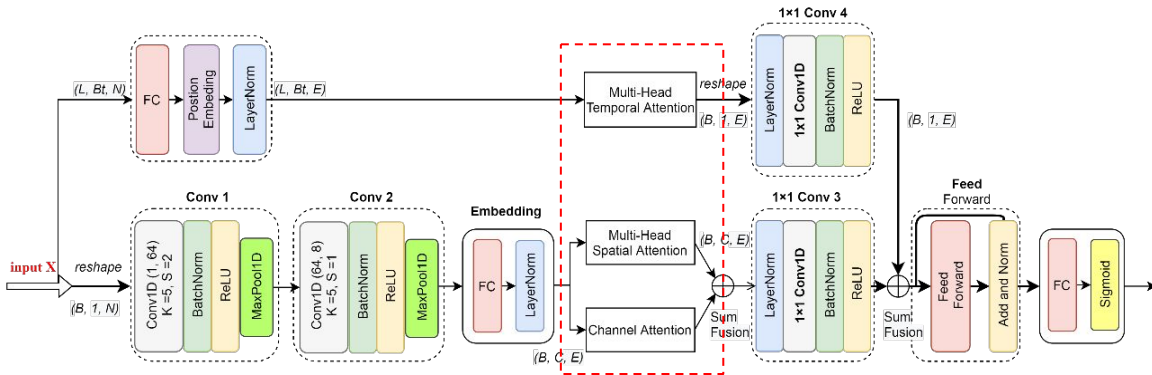 1×1 Conv 4
(L, Bt, N)
FC
Postion
Embeding
LayerNorm
(L, Bt, E)
Multi-Head
Temporal Attention
reshape
(B, 1, E)
LayerNorm
1x1 Conv1D
BatchNorm
ReLU
(B, 1, E)
Conv 1
Conv 2
Embedding
1×1 Conv 3
Feed
Forward
input X
reshape
(B, 1, N)
Conv1D (1, 64)
K =5, S =2
BatchNorm
ReLU
MaxPool1D
Conv1D (64, 8)
K =5, S =1
BatchNorm
ReLU
MaxPool1D
FC
LayerNorm
(B, C, E)
Multi-Head
Spatial Attention
Channel Attention
(B, C, E)
Sum
Fusion
LayerNorm
1×1 Conv1D
BatchNorm
ReLU
Sum
Fusion
Feed
Forward
Add and Norm
FC
Sigmoid